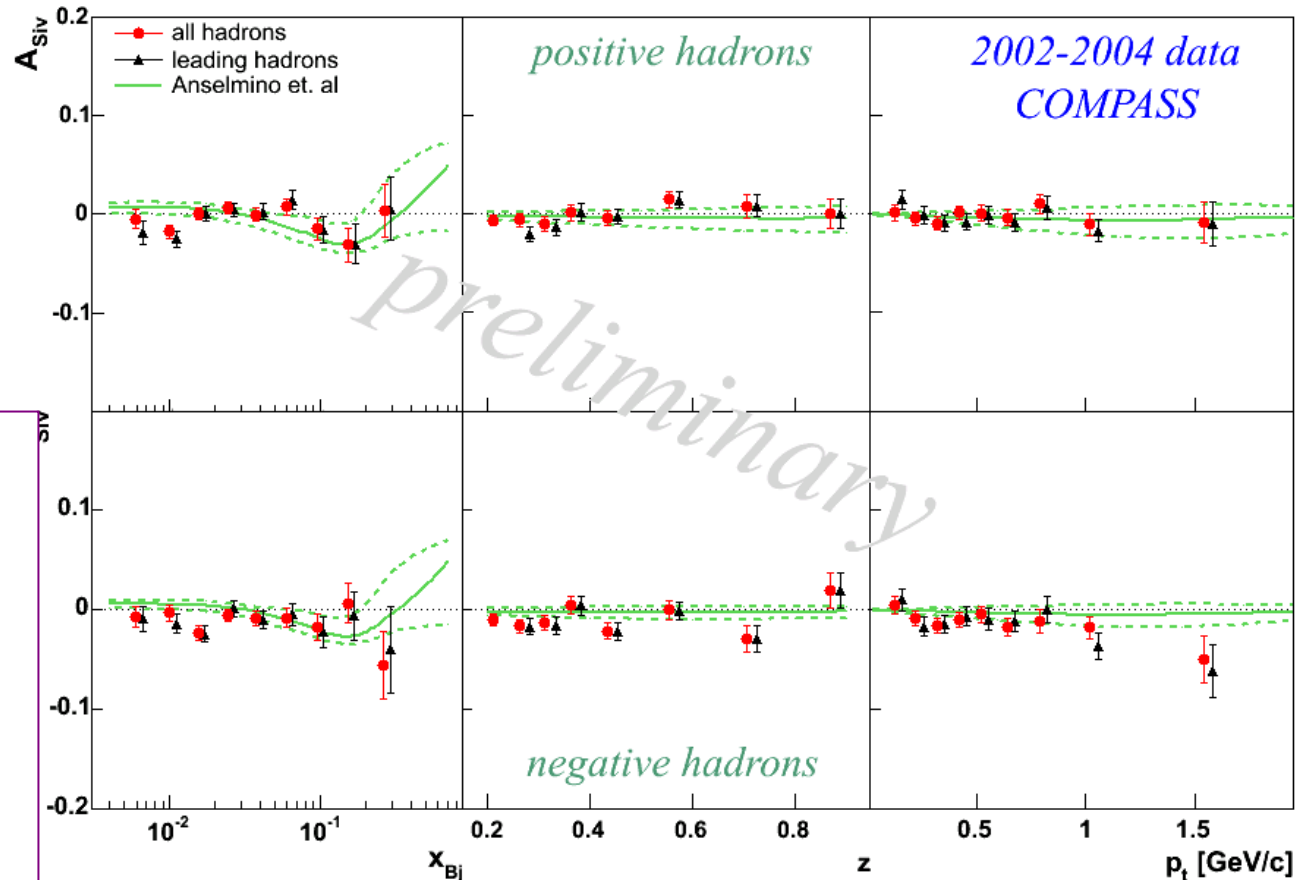 0.2
A_Siv
all hadrons
leading hadrons
Anselmino et. al
positive hadrons
2002-2004 data
COMPASS
0.1
0
-0.1
preliminary
Siv
0.1
0
-0.1
negative hadrons
-0.2
10^-2 10^-1 0.2 0.4 0.6 0.8 0.5 1 1.5
x_Bj z p_t [GeV/c]